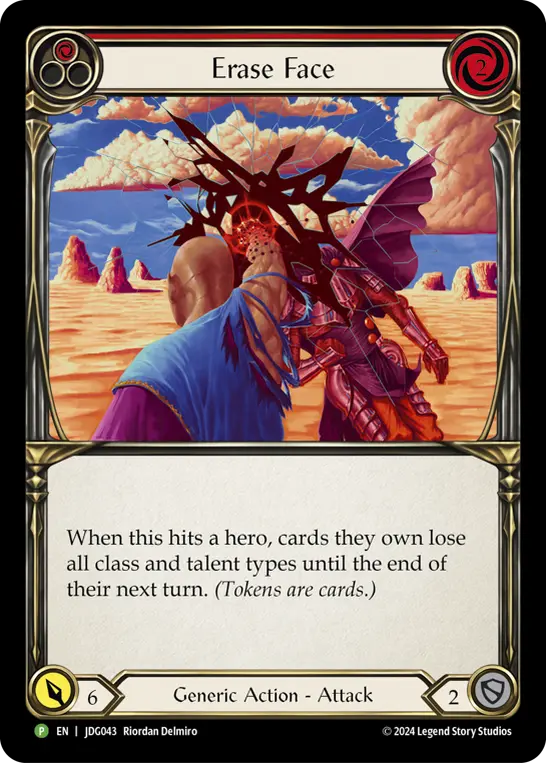 Erase Face
2
When this hits a hero, cards they own lose
all class and talent types until the end of
their next turn. (Tokens are cards.)
6
Generic Action - Attack
2
P EN | JDG043 Riordan Delmiro
© 2024 Legend Story Studios